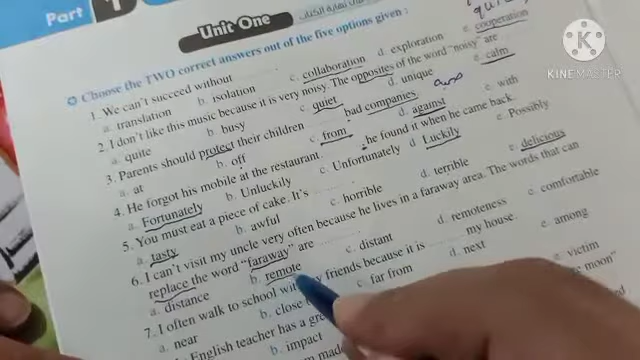 Part 1
Unit One
Choose the TWO correct answers out of the five options given :
1. We can't succeed without ............
a. translation b. isolation c. collaboration d. exploration e. cooperation
2. I don't like this music because it is very noisy. The opposites of the word "noisy" are
a. quite b. busy c. quiet d. unique e. calm
3. Parents should protect their children ............ bad companies.
a. at b. off c. from d. against e. with
4. He forgot his mobile at the restaurant. ............ he found it when he came back.
a. Fortunately b. Unluckily c. Unfortunately d Luckily e. Possibly
5. You must eat a piece of cake. It's ............
a. tasty b. awful c. horrible d. terrible e. delicious
6. I can't visit my uncle very often because he lives in a faraway area. The words that can
replace the word "faraway" are ............
a. distance b. remote c. distant d. remoteness e. comfortable
7. I often walk to school with my friends because it is ............ my house.
a. near b. close c. far from d. next e. among
English teacher has a
b. impact e. victim
moon"
KINEMASTER